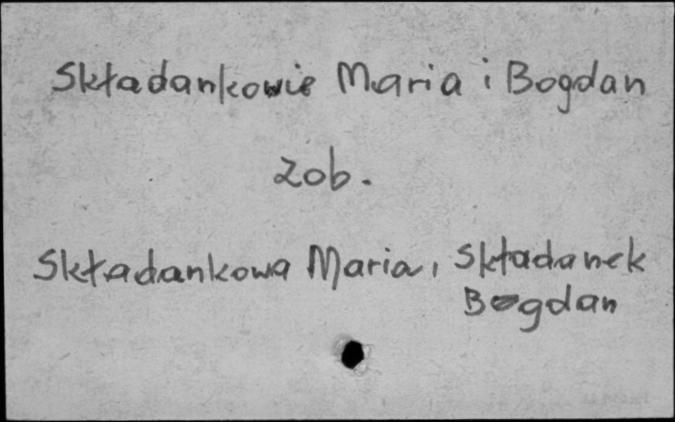 Składankowie Maria i Bogdan
zob.
Składankowa Maria, Składanek
Bogdan